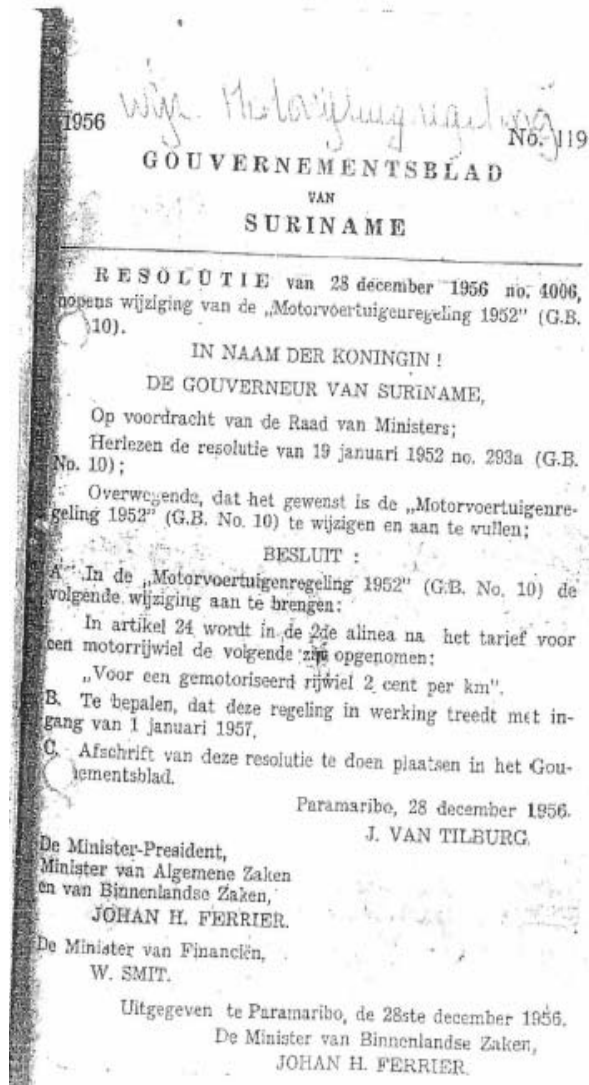 1956
Wijz.
No. 119
GOUVERNEMENTSBLAD
VAN
SURINAME
RESOLUTIE van 28 december 1956 no. 4006,
nopens wijziging van de „Motorvoertuigenregeling 1952” (G.B.
10).
IN NAAM DER KONINGIN !
DE GOUVERNEUR VAN SURINAME,
Op voordracht van de Raad van Ministers;
Herlezen de resolutie van 19 januari 1952 no. 293a (G.B.
No. 10);
Overwegende, dat het gewenst is de „Motorvoertuigenre-
geling 1952” (G.B. No. 10) te wijzigen en aan te vullen;
BESLUIT :
A In de „Motorvoertuigenregeling 1952” (G.B. No. 10) de
volgende wijziging aan te brengen:
In artikel 24 wordt in de 2de alinea na het tarief voor
een motorrijwiel de volgende zin opgenomen:
„Voor een gemotoriseerd rijwiel 2 cent per km”.
B. Te bepalen, dat deze regeling in werking treedt met in-
gang van 1 januari 1957.
C. Afschrift van deze resolutie te doen plaatsen in het Gou-
ementsblad.
Paramaribo, 28 december 1956.
J. VAN TILBURG.
De Minister-President,
Minister van Algemene Zaken
en van Binnenlandse Zaken,
JOHAN H. FERRIER.
De Minister van Financiën,
W. SMIT.
Uitgegeven te Paramaribo, de 28ste december 1956.
De Minister van Binnenlandse Zaken,
JOHAN H. FERRIER.